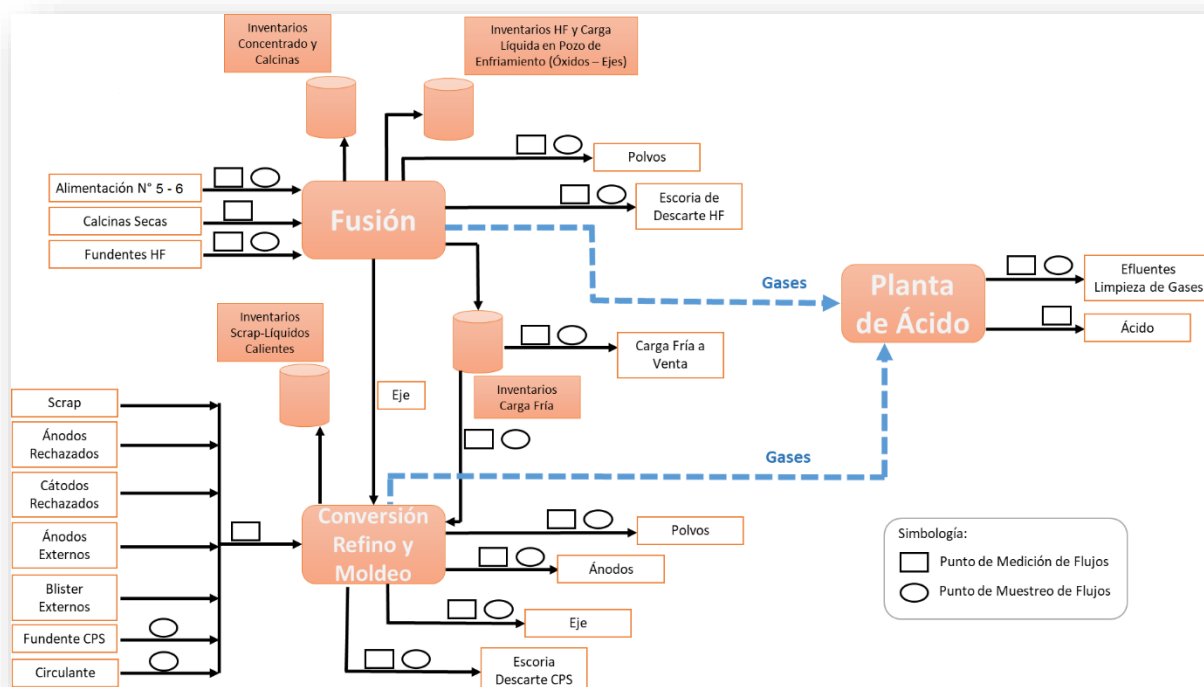 Inventarios
Concentrado y
Calcinas
Inventarios HF y Carga
Líquida en Pozo de
Enfriamiento (Óxidos – Ejes)
Polvos
Alimentación N° 5 - 6
Calcinas Secas
Fundentes HF
Fusión
Escoria de
Descarte HF
Gases
Planta
de Ácido
Efluentes
Limpieza de Gases
Ácido
Inventarios
Scrap-Líquidos
Calientes
Carga Fría a
Venta
Eje
Inventarios
Carga Fría
Scrap
Ánodos
Rechazados
Cátodos
Rechazados
Ánodos
Externos
Blister
Externos
Fundente CPS
Circulante
Gases
Conversión
Refino y
Moldeo
Polvos
Ánodos
Eje
Escoria
Descarte CPS
Simbología:
Punto de Medición de Flujos
Punto de Muestreo de Flujos